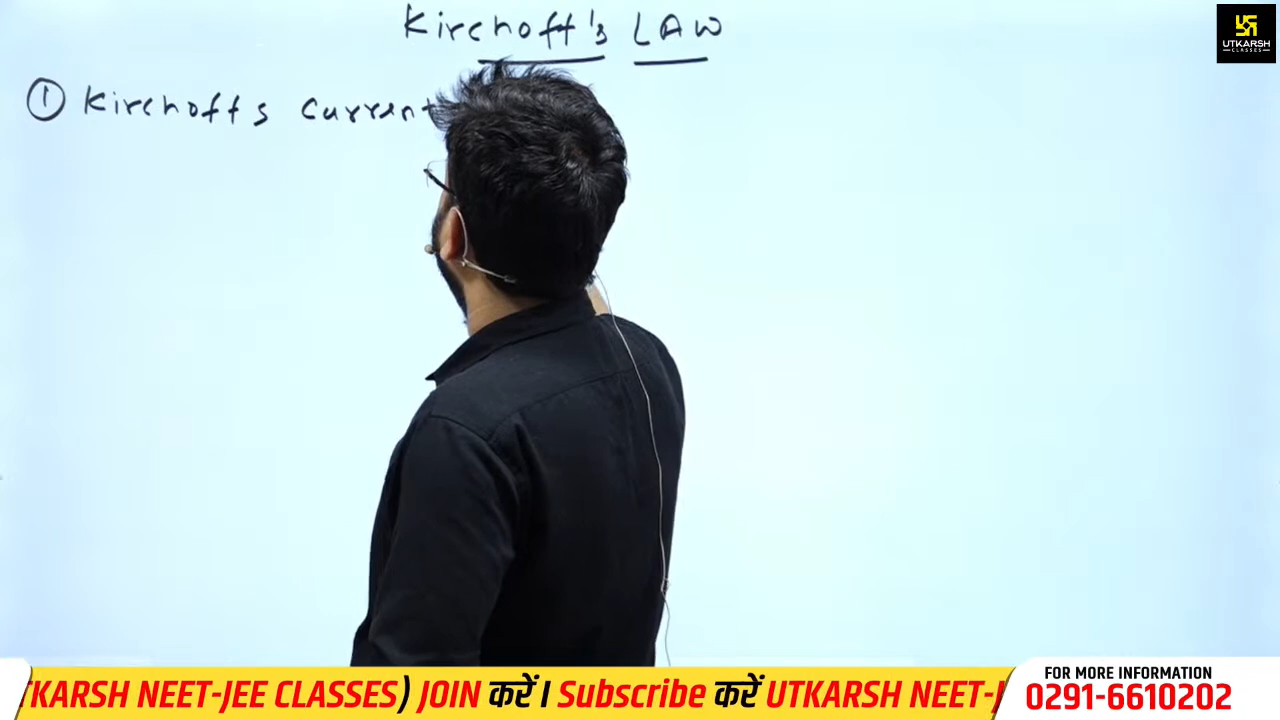 Kirchoff's LAW
① Kirchoff s current
UTKARSH
CLASSES
TKARSH NEET-JEE CLASSES) JOIN करें I Subscribe करें UTKARSH NEET-J
FOR MORE INFORMATION
0291-6610202